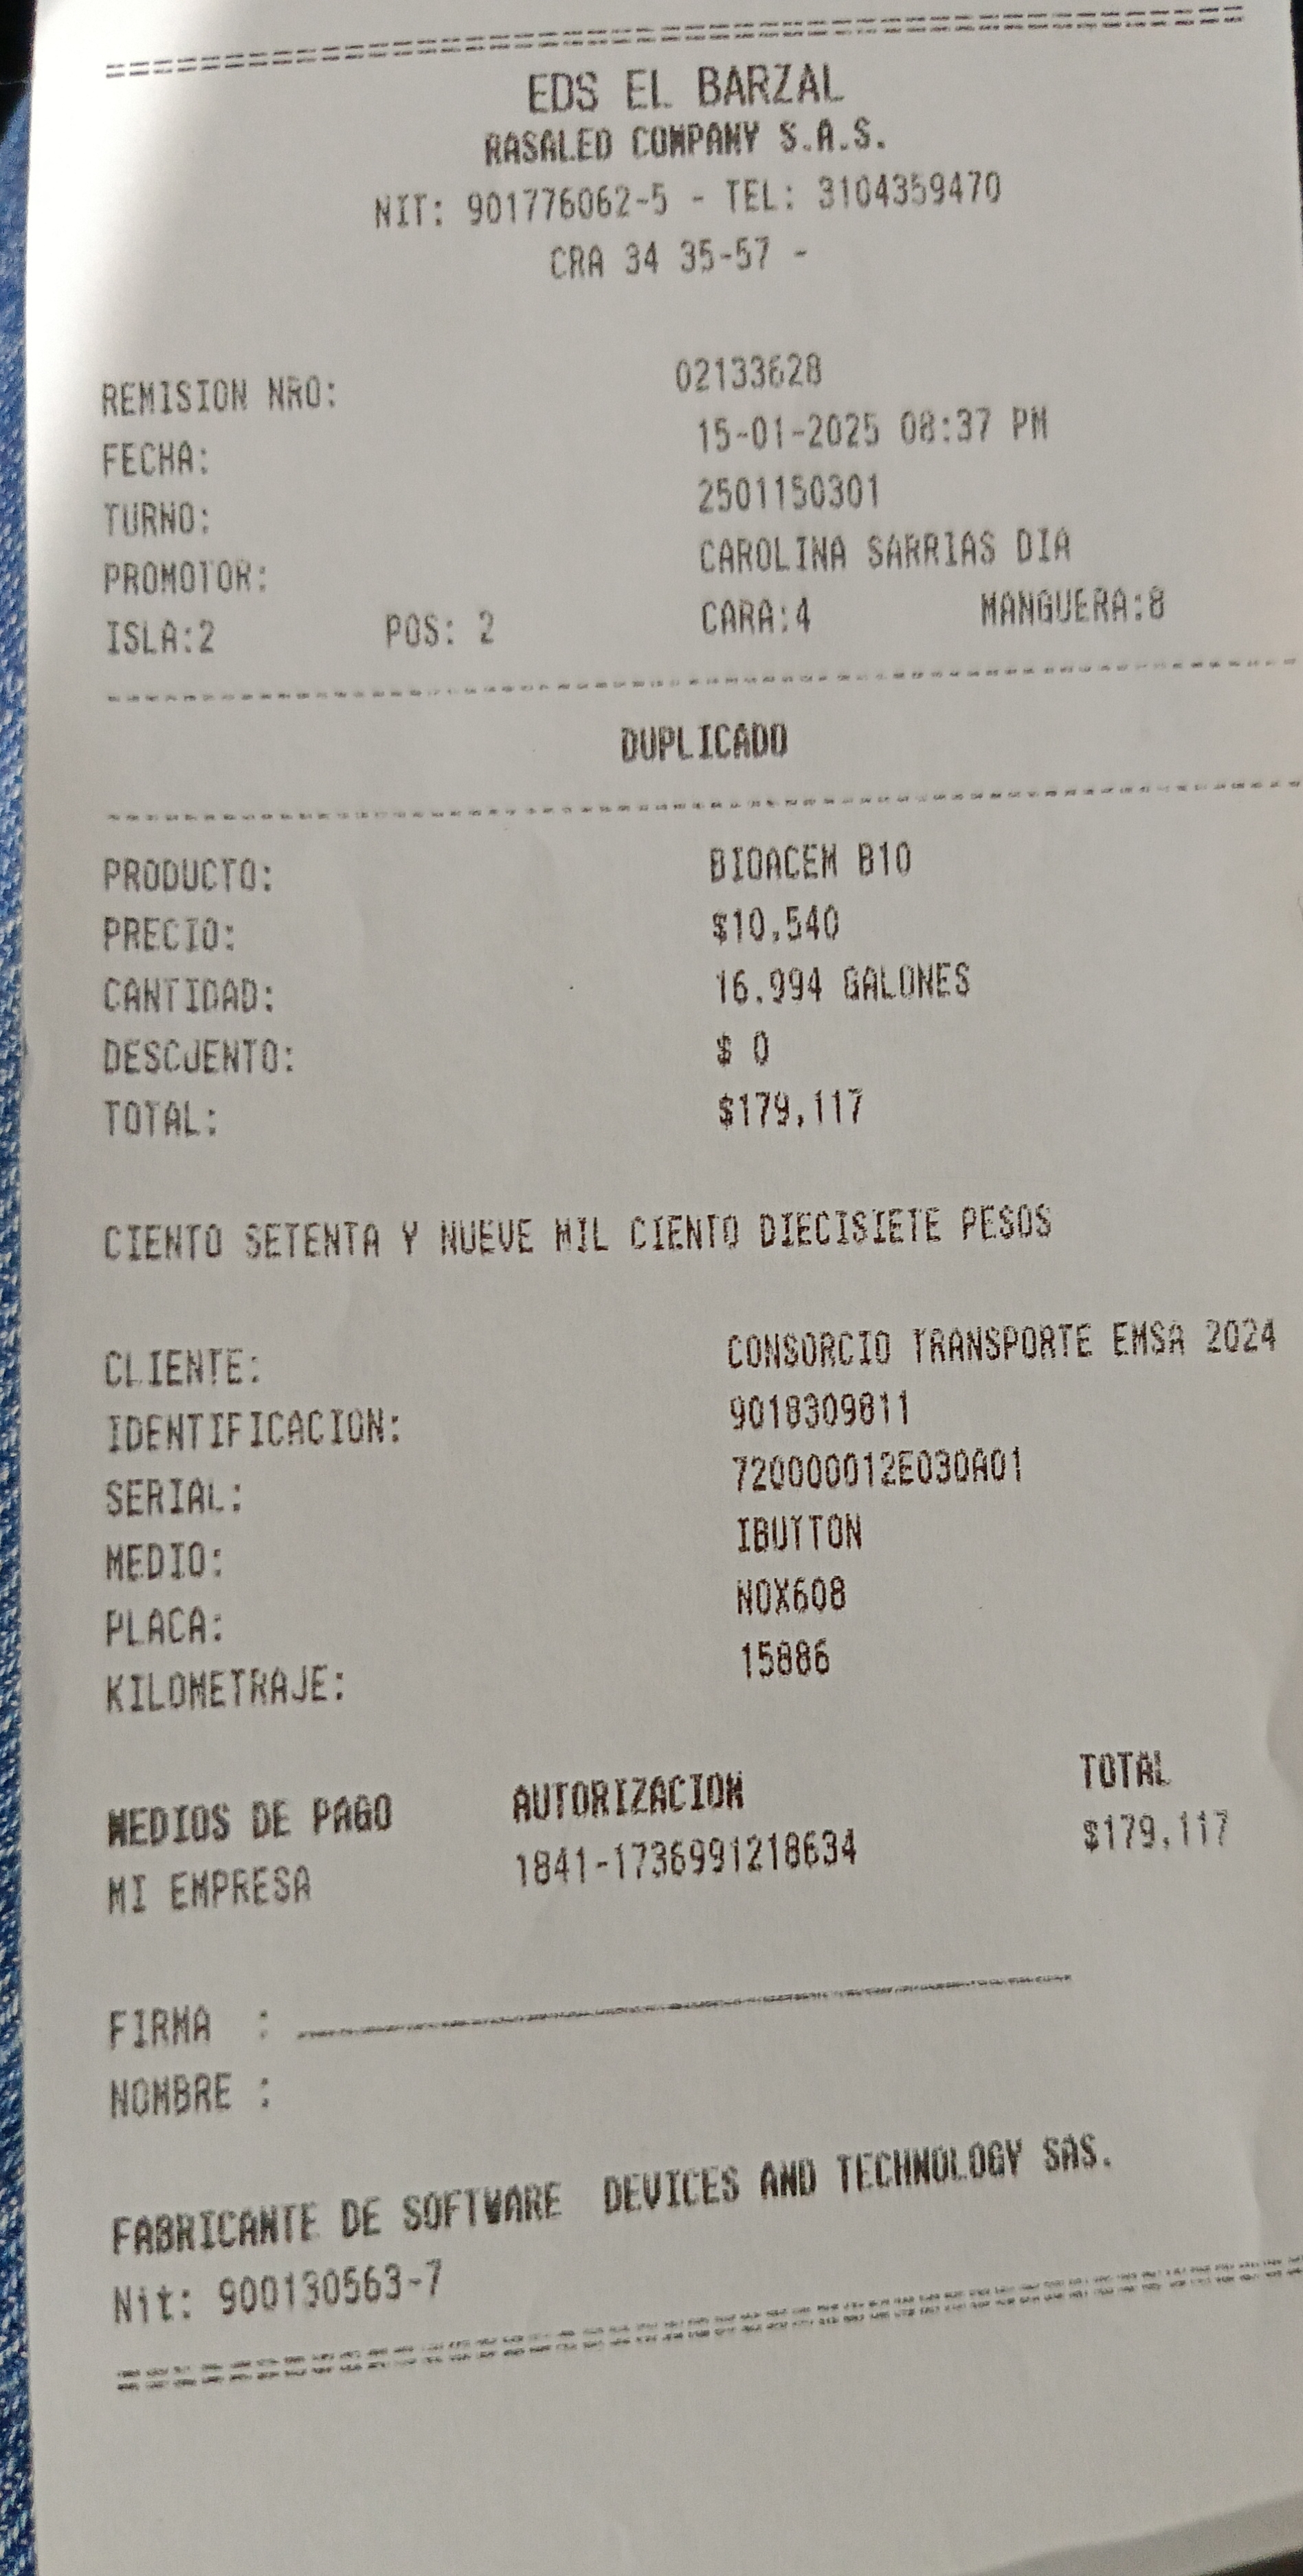 EDS EL BARZAL
RASALED COMPANY S.A.S.
NIT: 901776062-5 - TEL: 3104359470
CRA 34 35-57 -
REMISION NRO: 02133628
FECHA: 15-01-2025 08:37 PM
TURNO: 2501150301
PROMOTOR: CAROLINA SARRIAS DIA
ISLA:2 POS: 2 CARA:4 MANGUERA:8
DUPLICADO
PRODUCTO: BIOACEM B10
PRECIO: $10,540
CANTIDAD: 16.994 GALONES
DESCUENTO: $ 0
TOTAL: $179,117
CIENTO SETENTA Y NUEVE MIL CIENTO DIECISIETE PESOS
CLIENTE: CONSORCIO TRANSPORTE EMSA 2024
IDENTIFICACION: 9018309811
SERIAL: 720000012E030A01
MEDIO: IBUTTON
PLACA: NOX608
KILOMETRAJE: 15886
MEDIOS DE PAGO AUTORIZACION TOTAL
MI EMPRESA 1841-1736991218634 $179,117
FIRMA :
NOMBRE :
FABRICANTE DE SOFTWARE DEVICES AND TECHNOLOGY SAS.
Nit: 900130563-7